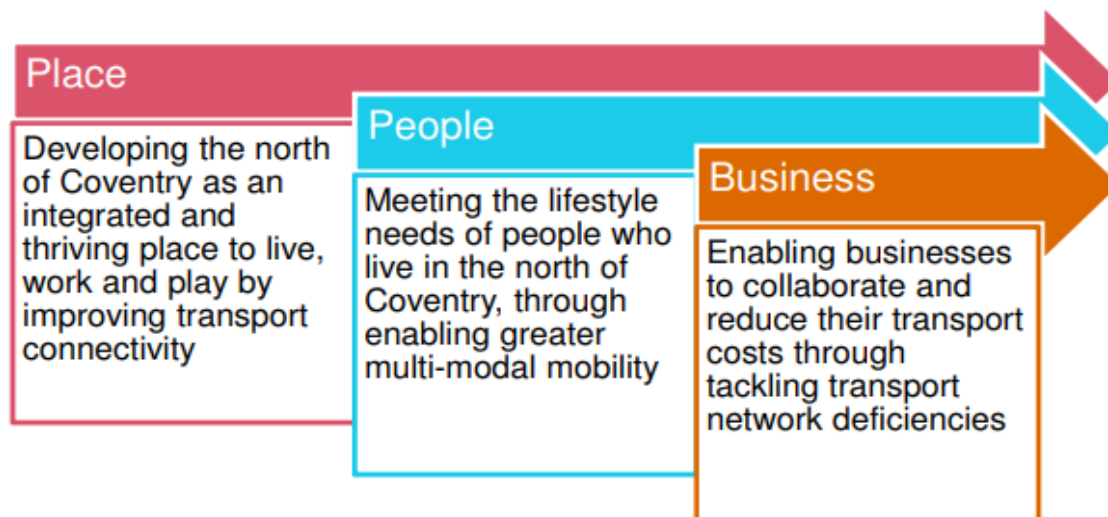 Place
Developing the north
of Coventry as an
integrated and
thriving place to live,
work and play by
improving transport
connectivity
People
Meeting the lifestyle
needs of people who
live in the north of
Coventry, through
enabling greater
multi-modal mobility
Business
Enabling businesses
to collaborate and
reduce their transport
costs through
tackling transport
network deficiencies